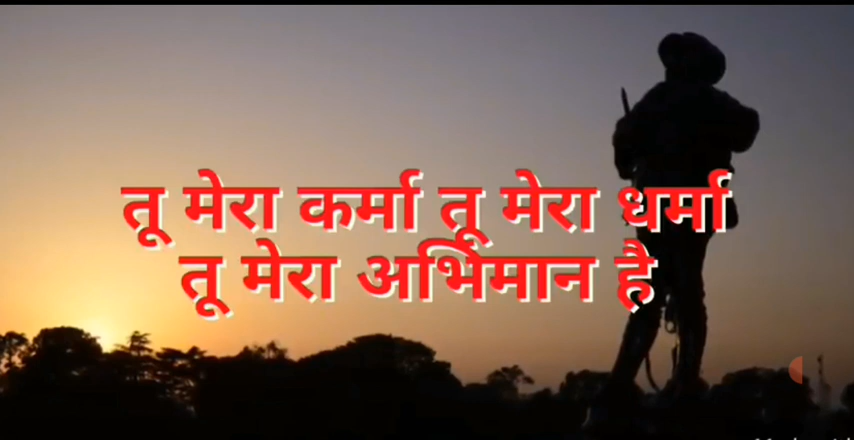 तू मेरा कर्मा तू मेरा धर्मा
तू मेरा अभिमान है